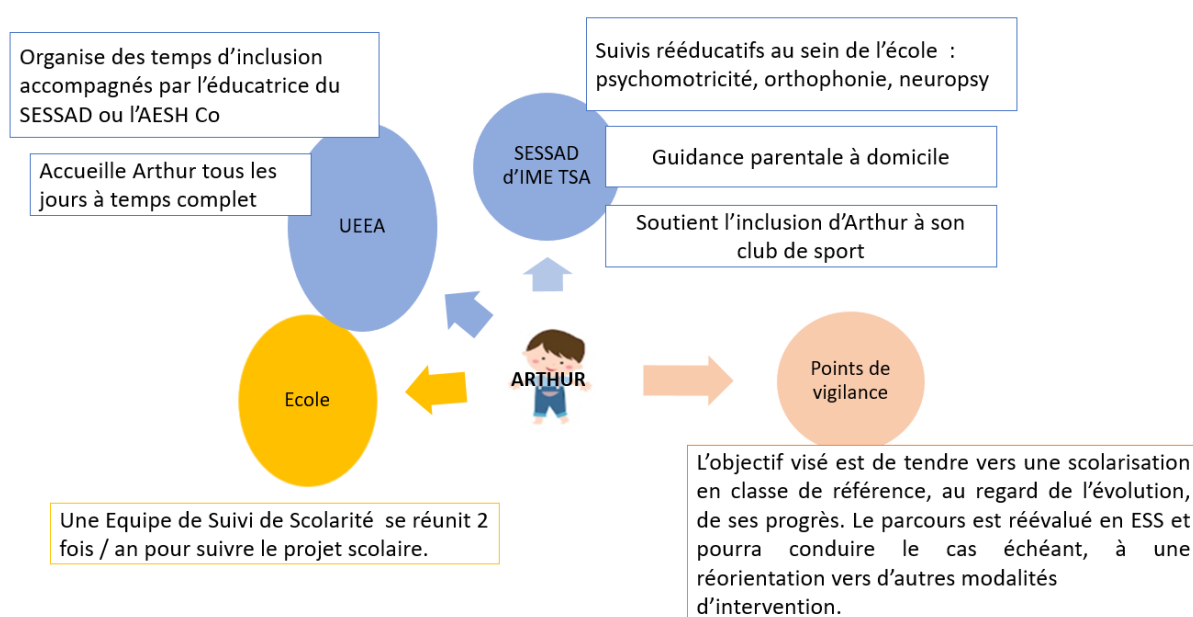 Organise des temps d’inclusion
accompagnés par l’éducatrice du
SESSAD ou l’AESH Co
Accueille Arthur tous les
jours à temps complet
UEEA
Suivis rééducatifs au sein de l’école  :
psychomotricité, orthophonie, neuropsy
SESSAD
d’IME TSA
Guidance parentale à domicile
Soutient l’inclusion d’Arthur à son
club de sport
Ecole
ARTHUR
Points de
vigilance
Une Equipe de Suivi de Scolarité  se réunit 2
fois / an pour suivre le projet scolaire.
L’objectif visé est de tendre vers une scolarisation
en classe de référence, au regard de l’évolution,
de ses progrès. Le parcours est réévalué en ESS et
pourra conduire le cas échéant, à une
réorientation vers d’autres modalités
d’intervention.